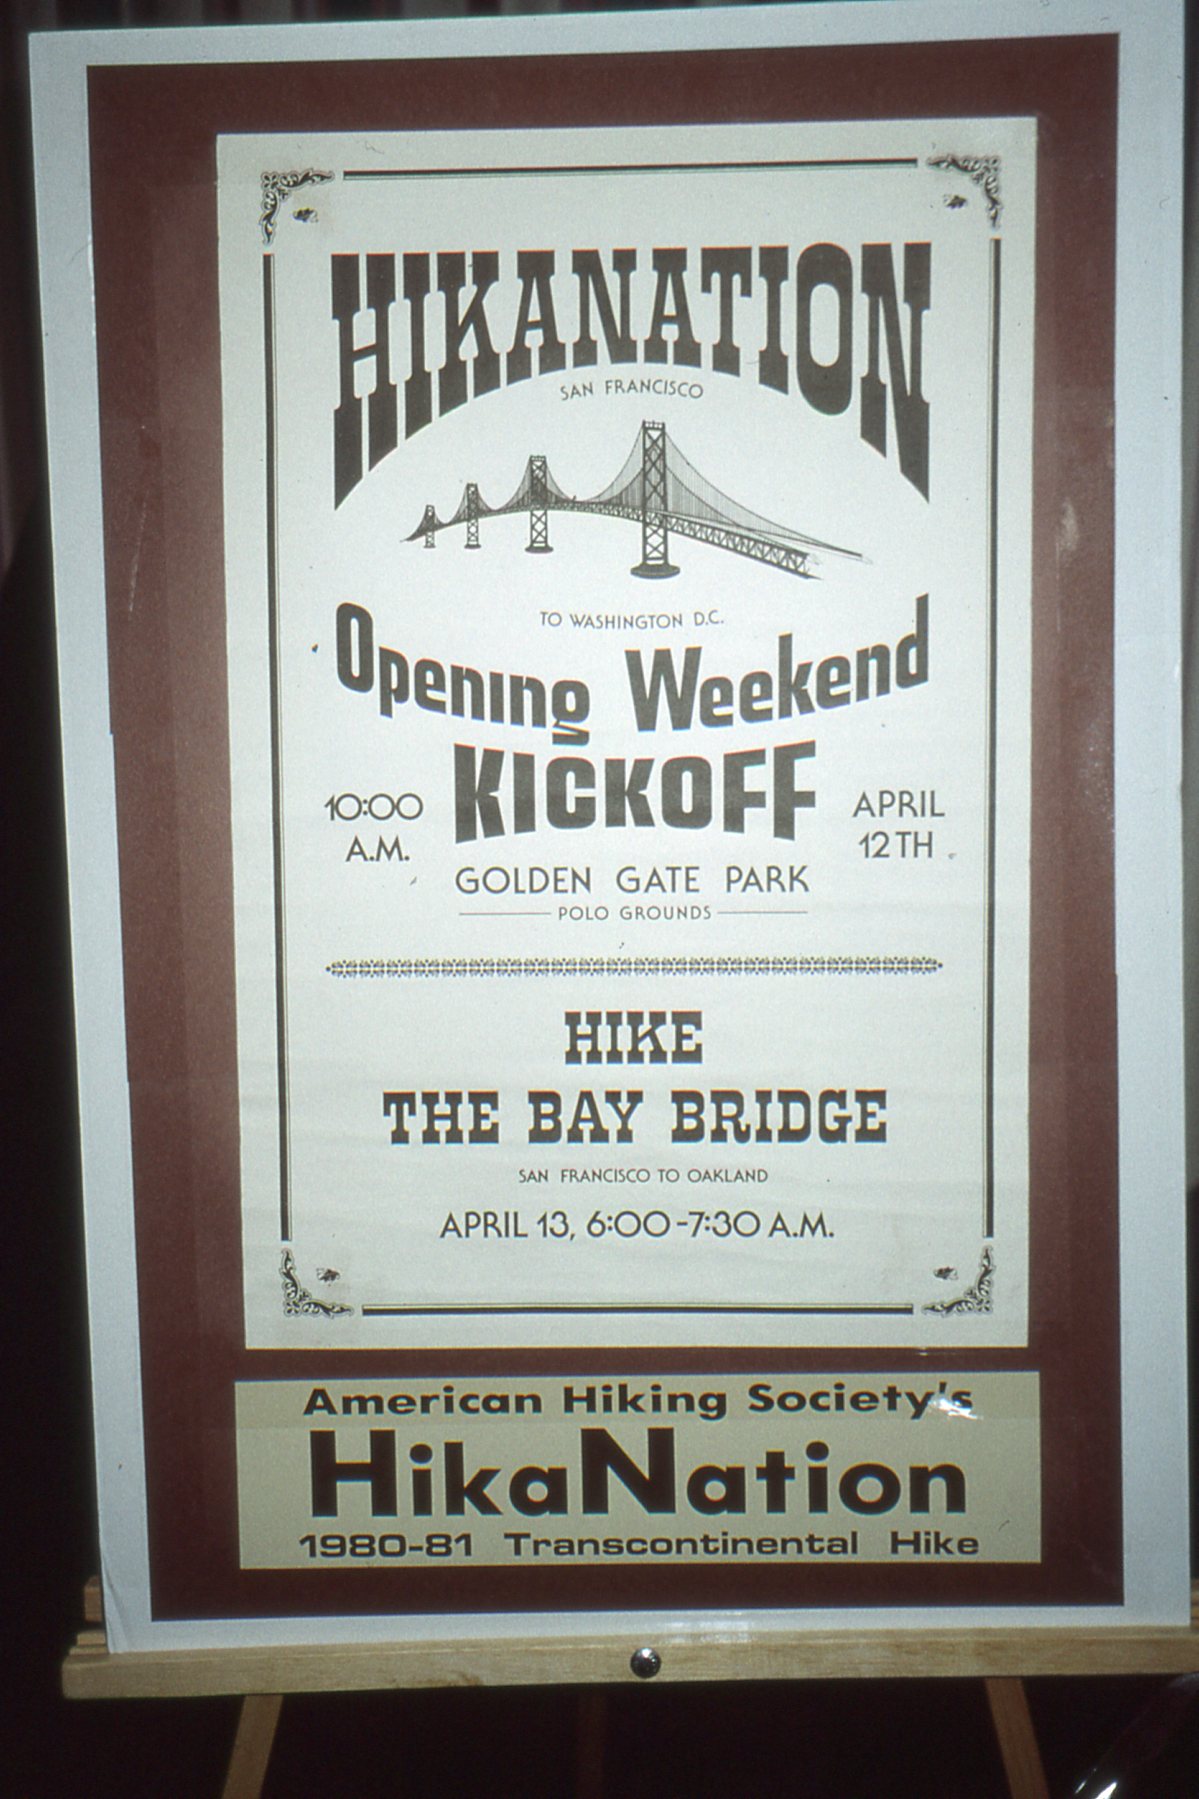 HIKANATION
SAN FRANCISCO
TO WASHINGTON D.C.
Opening Weekend
KICKOFF
10:00
A.M.
APRIL
12TH
GOLDEN GATE PARK
POLO GROUNDS
HIKE
THE BAY BRIDGE
SAN FRANCISCO TO OAKLAND
APRIL 13, 6:00-7:30 A.M.
American Hiking Society's
HikaNation
1980-81 Transcontinental Hike